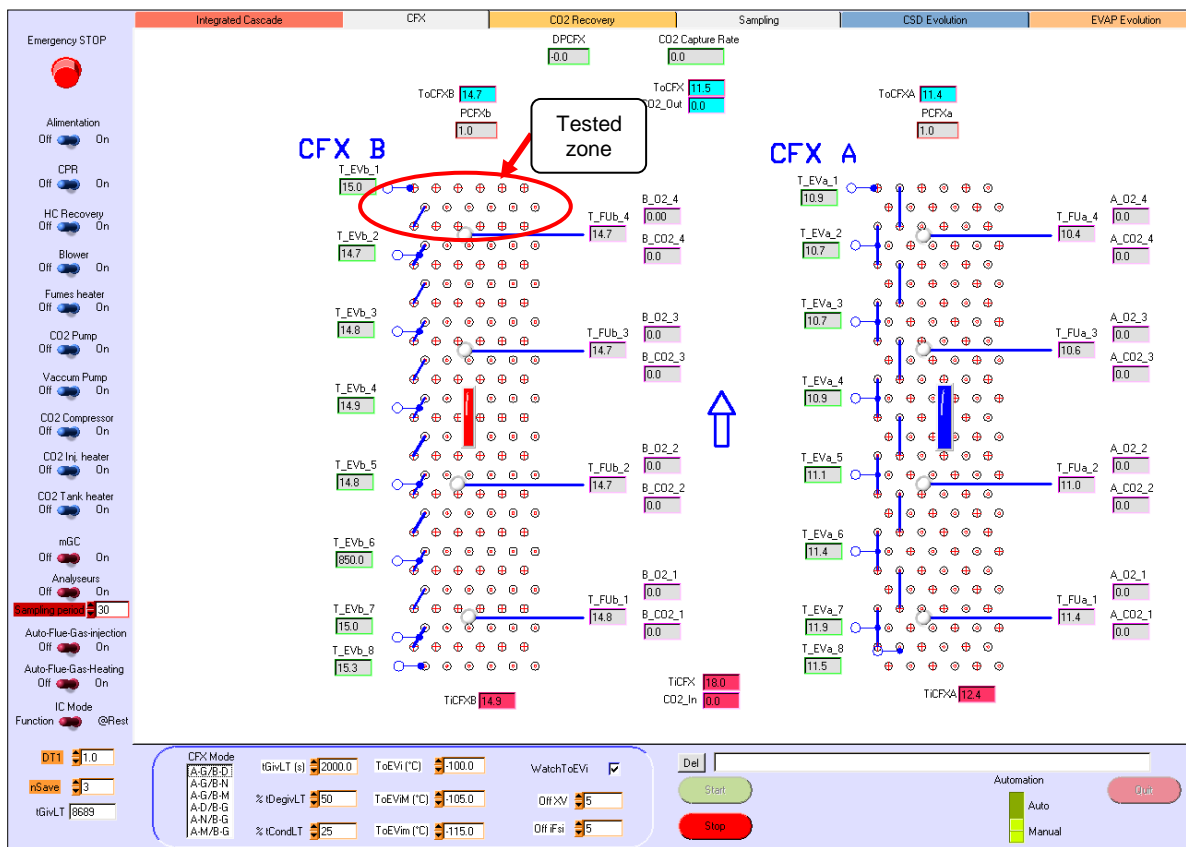 Integrated Cascade CFX CO2 Recovery Sampling CSD Evolution EVAP Evolution
Emergency STOP
Alimentation
Off On
CPR
Off On
HC Recovery
Off On
Blower
Off On
Fumes heater
Off On
CO2 Pump
Off On
Vaccum Pump
Off On
CO2 Compressor
Off On
CO2 Inj. heater
Off On
CO2 Tank heater
Off On
mGC
Off On
Analyseurs
Off On
Sampling period 30
Auto-Flue-Gas-injection
Off On
Auto-Flue-Gas-Heating
Off On
IC Mode
Function @Rest
DT1 1.0
nSave 3
tGivLT 8689
DPCFX
-0.0
CO2 Capture Rate
0.0
ToCFXB 14.7
PCFXb
1.0
ToCFX 11.5
CO2_Out 0.0
ToCFXA 11.4
PCFXa
1.0
Tested
zone
CFX B
T_EVb_1
15.0
T_EVb_2
14.7
T_EVb_3
14.8
T_EVb_4
14.9
T_EVb_5
14.8
T_EVb_6
850.0
T_EVb_7
15.0
T_EVb_8
15.3
T_FUb_4
14.7
T_FUb_3
14.7
T_FUb_2
14.7
T_FUb_1
14.8
B_O2_4
0.00
B_CO2_4
0.0
B_O2_3
0.0
B_CO2_3
0.0
B_O2_2
0.0
B_CO2_2
0.0
B_O2_1
0.0
B_CO2_1
0.0
TiCFXB 14.9
TiCFX 18.0
CO2_In 0.0
CFX A
T_EVa_1
10.9
T_EVa_2
10.7
T_EVa_3
10.7
T_EVa_4
10.9
T_EVa_5
11.1
T_EVa_6
11.4
T_EVa_7
11.9
T_EVa_8
11.5
T_FUa_4
10.4
T_FUa_3
10.6
T_FUa_2
11.0
T_FUa_1
11.4
A_O2_4
0.0
A_CO2_4
0.0
A_O2_3
0.0
A_CO2_3
0.0
A_O2_2
0.0
A_CO2_2
0.0
A_O2_1
0.0
A_CO2_1
0.0
TiCFXA 12.4
CFX Mode
A-G/B-D
A-G/B-N
A-G/B-M
A-D/B-G
A-N/B-G
A-M/B-G
tGivLT (s) 2000.0
% tDegivLT 50
% tCondLT 25
ToEVi (°C) -100.0
ToEViM (°C) -105.0
ToEVim (°C) -115.0
WatchToEVi
Off XV 5
Off iFsi 5
Del
Start
Stop
Automation
Auto
Manual
Quit